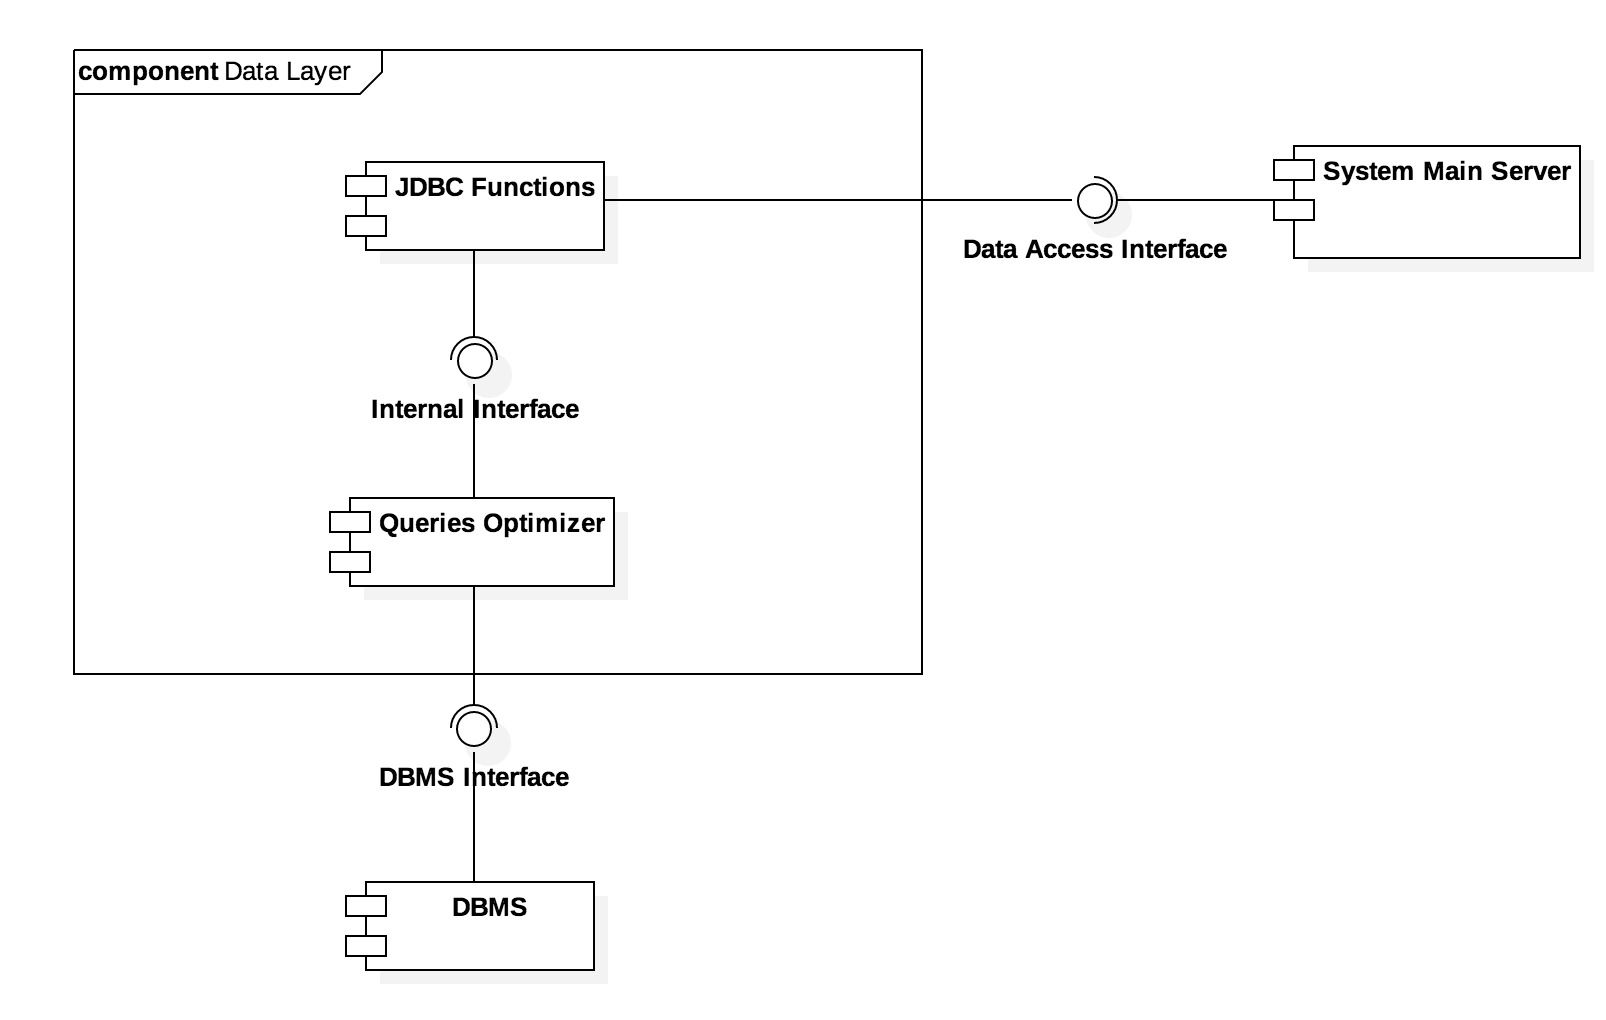 component Data Layer
JDBC Functions
System Main Server
Data Access Interface
Internal Interface
Queries Optimizer
DBMS Interface
DBMS